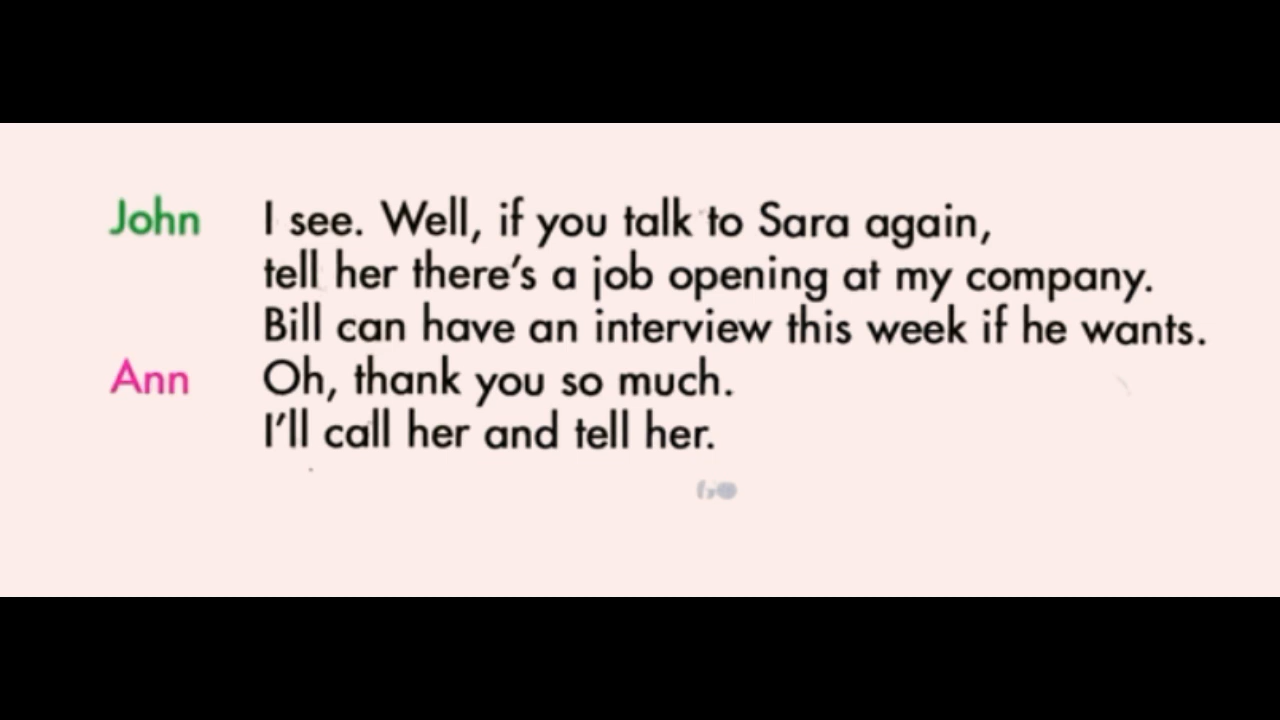 John I see. Well, if you talk to Sara again,
tell her there's a job opening at my company.
Bill can have an interview this week if he wants.
Ann Oh, thank you so much.
I'll call her and tell her.